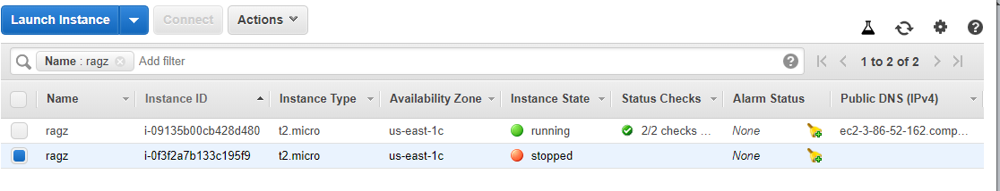 Launch Instance Connect Actions
Name : ragz Add filter 1 to 2 of 2
Name Instance ID Instance Type Availability Zone Instance State Status Checks Alarm Status Public DNS (IPv4)
ragz i-09135b00cb428d480 t2.micro us-east-1c running 2/2 checks ... None ec2-3-86-52-162.comp...
ragz i-0f3f2a7b133c195f9 t2.micro us-east-1c stopped None